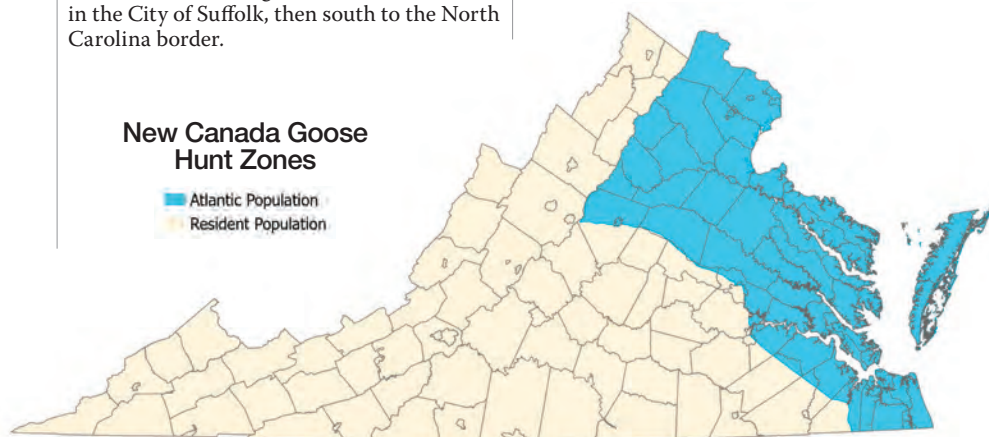 in the City of Suffolk, then south to the North
Carolina border.
New Canada Goose
Hunt Zones
Atlantic Population
Resident Population